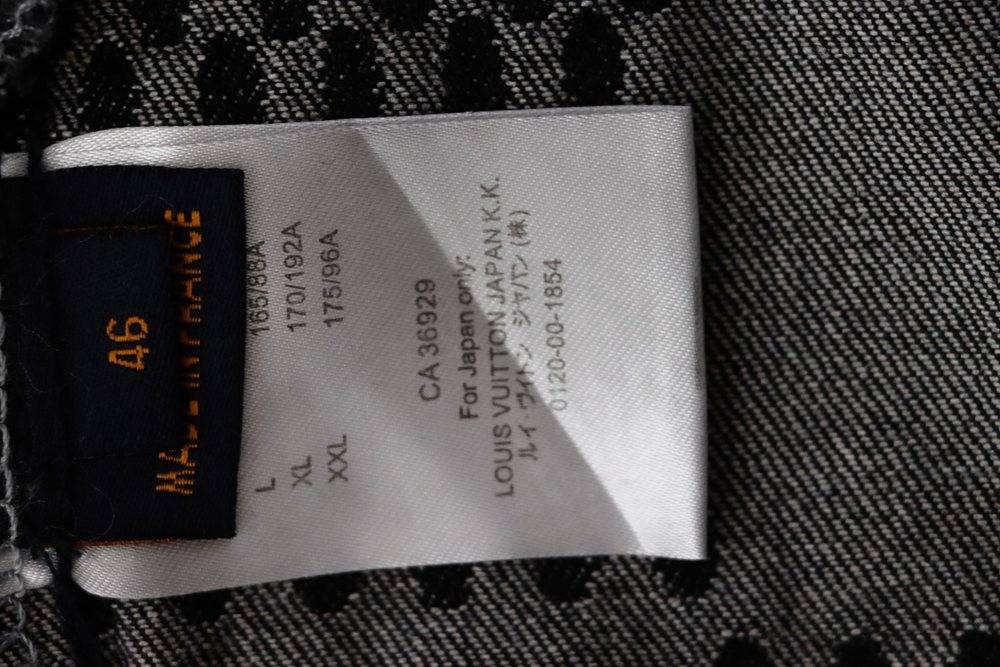 46
MADE IN FRANCE
L 165/88A
XL 170/192A
XXL 175/96A
CA 36929
For Japan only:
LOUIS VUITTON JAPAN K.K.
ルイ・ヴィトン ジャパン (株)
0120-00-1854